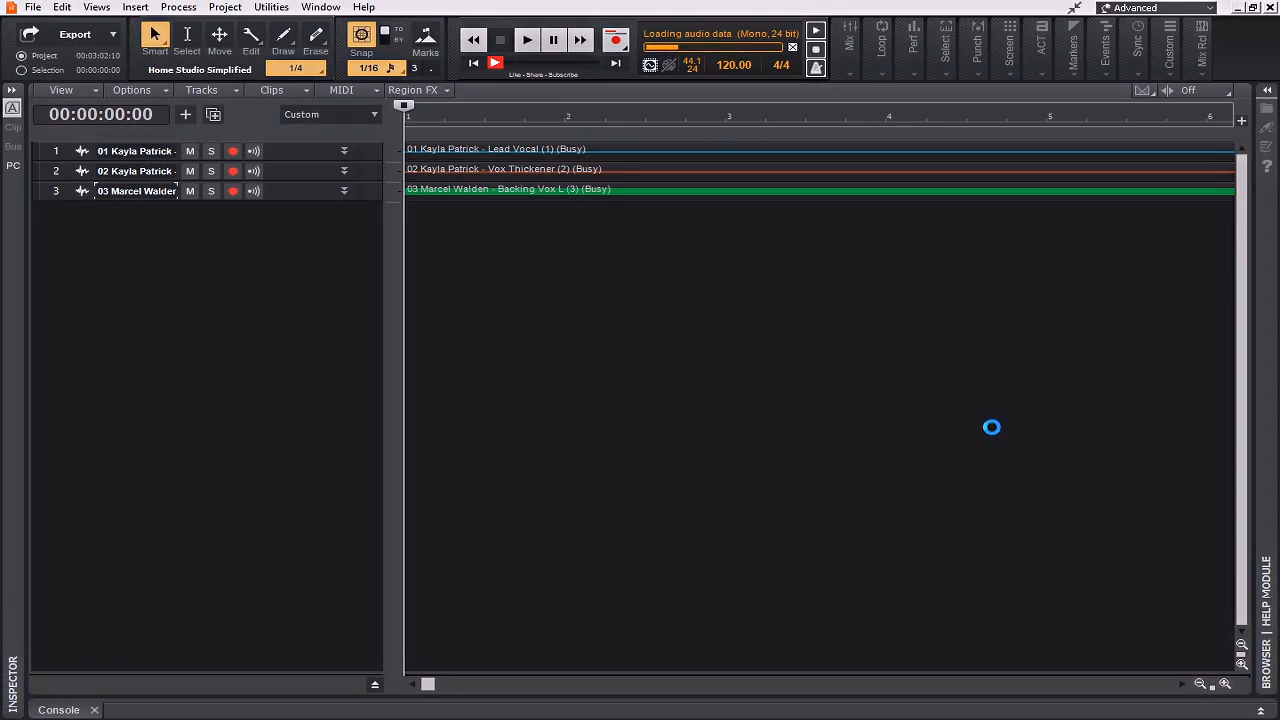 File Edit Views Insert Process Project Utilities Window Help
Advanced
Export
Project 00:03:02:10
Selection 00:00:00:00
Smart Select Move Edit Draw Erase
Home Studio Simplified 1/4
Snap TO BY Marks
1/16 3 .
Like - Share - Subscribe
Loading audio data (Mono, 24 bit)
44.1 24 120.00 4/4
Mix Loop Perf Select Punch Screen ACT Markers Events Sync Custom Mix Rcl
View Options Tracks Clips MIDI Region FX
Off
00:00:00:00 Custom
1 2 3 4 5 6
A
Clip
Bus
PC
1 01 Kayla Patrick - M S
2 02 Kayla Patrick - M S
3 03 Marcel Walden M S
01 Kayla Patrick - Lead Vocal (1) (Busy)
02 Kayla Patrick - Vox Thickener (2) (Busy)
03 Marcel Walden - Backing Vox L (3) (Busy)
INSPECTOR
BROWSER HELP MODULE
Console